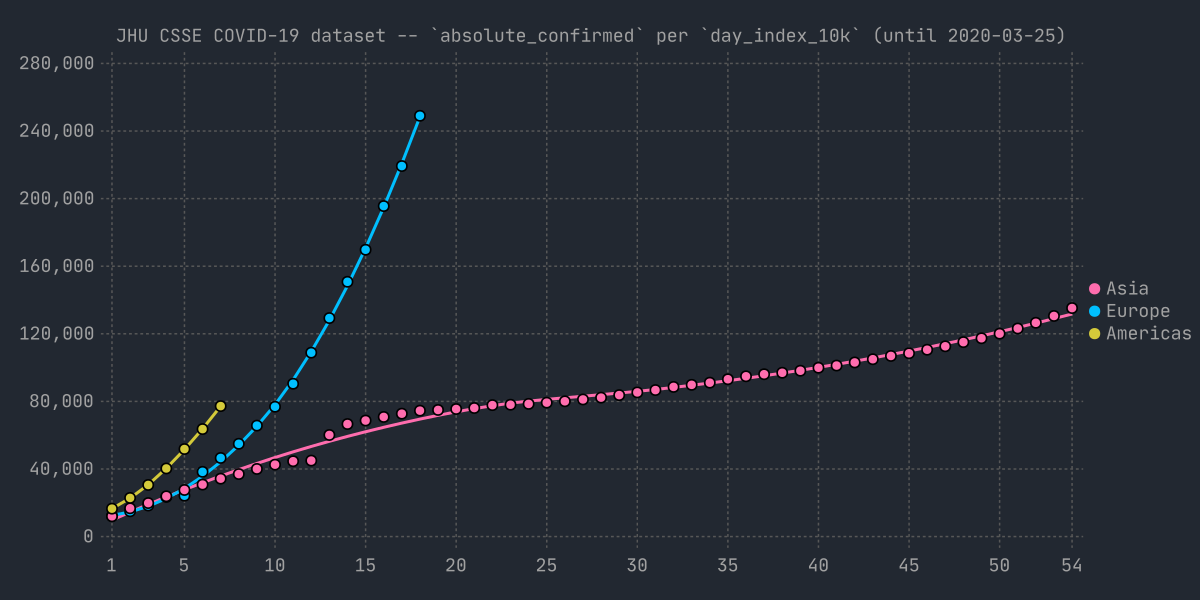 JHU CSSE COVID-19 dataset -- `absolute_confirmed` per `day_index_10k` (until 2020-03-25)
280,000
240,000
200,000
160,000
120,000
80,000
40,000
0
1 5 10 15 20 25 30 35 40 45 50 54
Asia
Europe
Americas